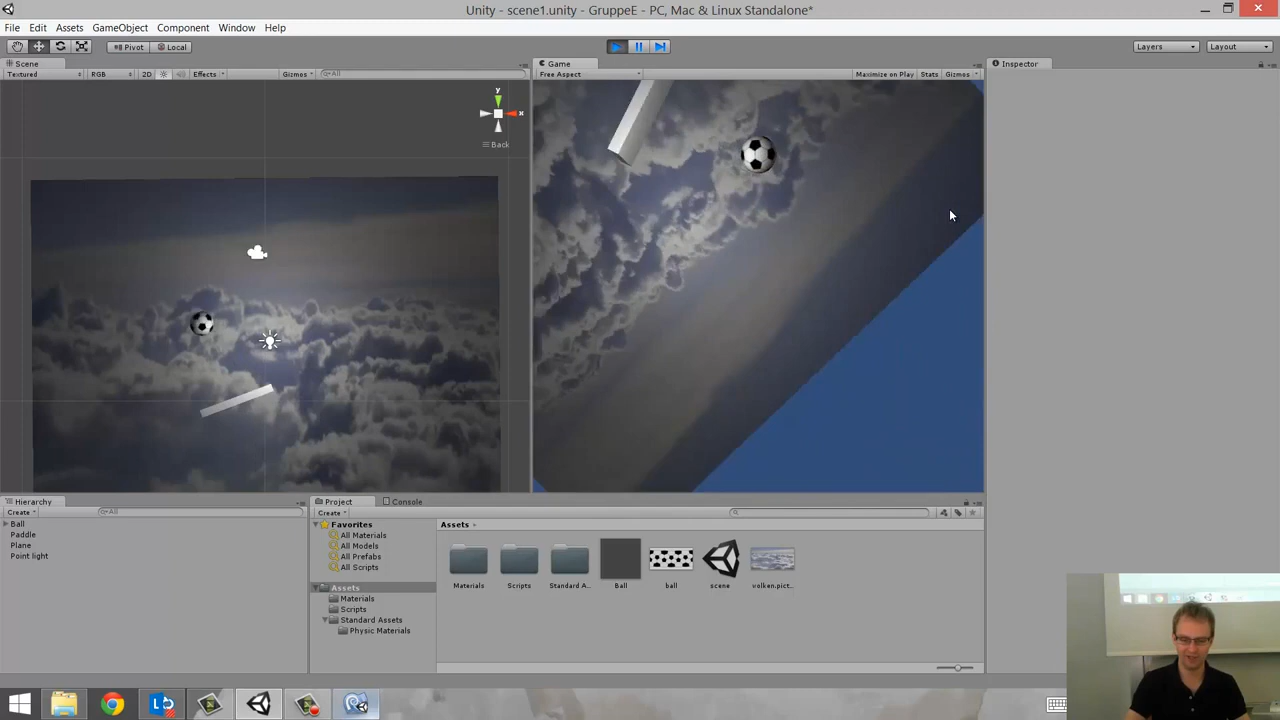 Unity - scene1.unity - GruppeE - PC, Mac & Linux Standalone*
File Edit Assets GameObject Component Window Help
Pivot Local Layers Layout
Scene Game Inspector
Textured RGB 2D Effects Gizmos All Free Aspect Maximize on Play Stats Gizmos
y
x
Back
Hierarchy Project Console
Create All Create
Ball Favorites Assets
Paddle All Materials
Plane All Models
Point light All Prefabs
All Scripts
Materials Scripts Standard A... Ball ball scene wolken.pict...
Assets
Materials
Scripts
Standard Assets
Physic Materials